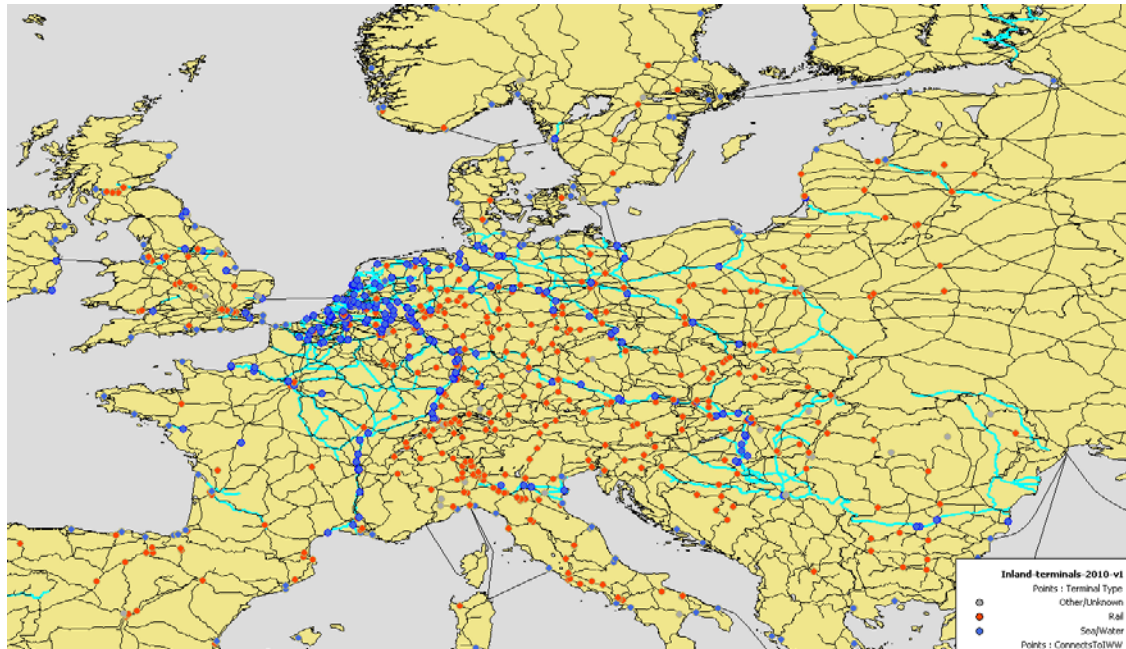 Inland-terminals-2010-v1
Points : Terminal Type
Other/Unknown
Rail
Sea/Water
Points : ConnectsToIWW